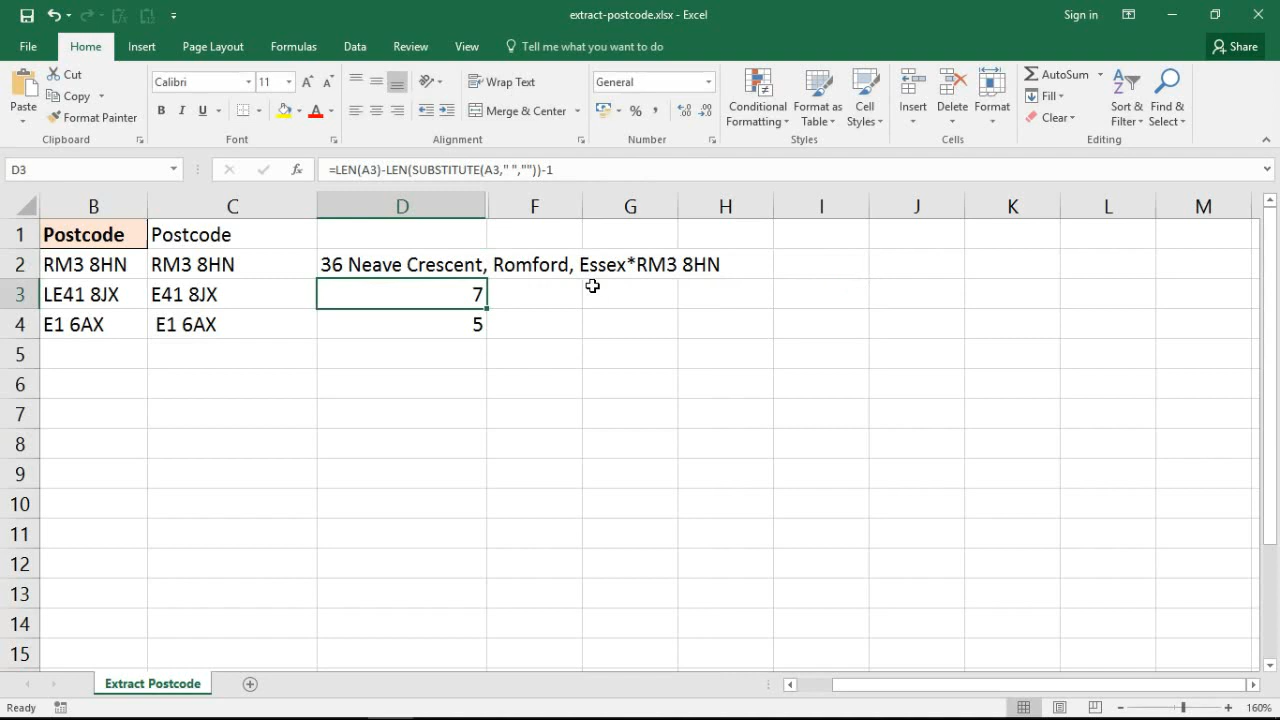 extract-postcode.xlsx - Excel
Sign in
File Home Insert Page Layout Formulas Data Review View Tell me what you want to do Share
Paste
Cut
Copy
Format Painter
Clipboard
Calibri 11
B I U
Font
Wrap Text
Merge & Center
Alignment
General
Number
Conditional Formatting
Format as Table
Cell Styles
Styles
Insert Delete Format
Cells
AutoSum
Fill
Clear
Sort & Filter
Find & Select
Editing
D3 fx =LEN(A3)-LEN(SUBSTITUTE(A3," ",""))-1
B C D F G H I J K L M
1 Postcode Postcode
2 RM3 8HN RM3 8HN 36 Neave Crescent, Romford, Essex*RM3 8HN
3 LE41 8JX E41 8JX 7
4 E1 6AX E1 6AX 5
5
6
7
8
9
10
11
12
13
14
15
Extract Postcode
Ready 160%